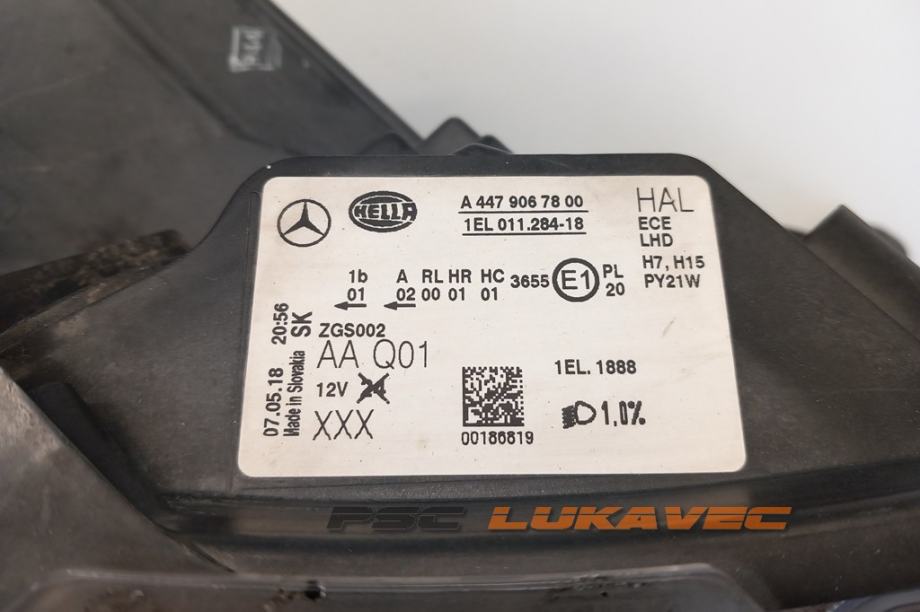 HELLA
A 447 906 78 00
1EL 011.284-18
HAL
ECE
LHD
H7, H15
PY21W
1b A RL HR HC 3655 E1 PL
01 02 00 01 01 20
07.05.18 20:56
Made in Slovakia SK
ZGS002
AA Q01
12V 24
XXX
00186819
1EL. 1888
1,0%
PSC LUKAVEC